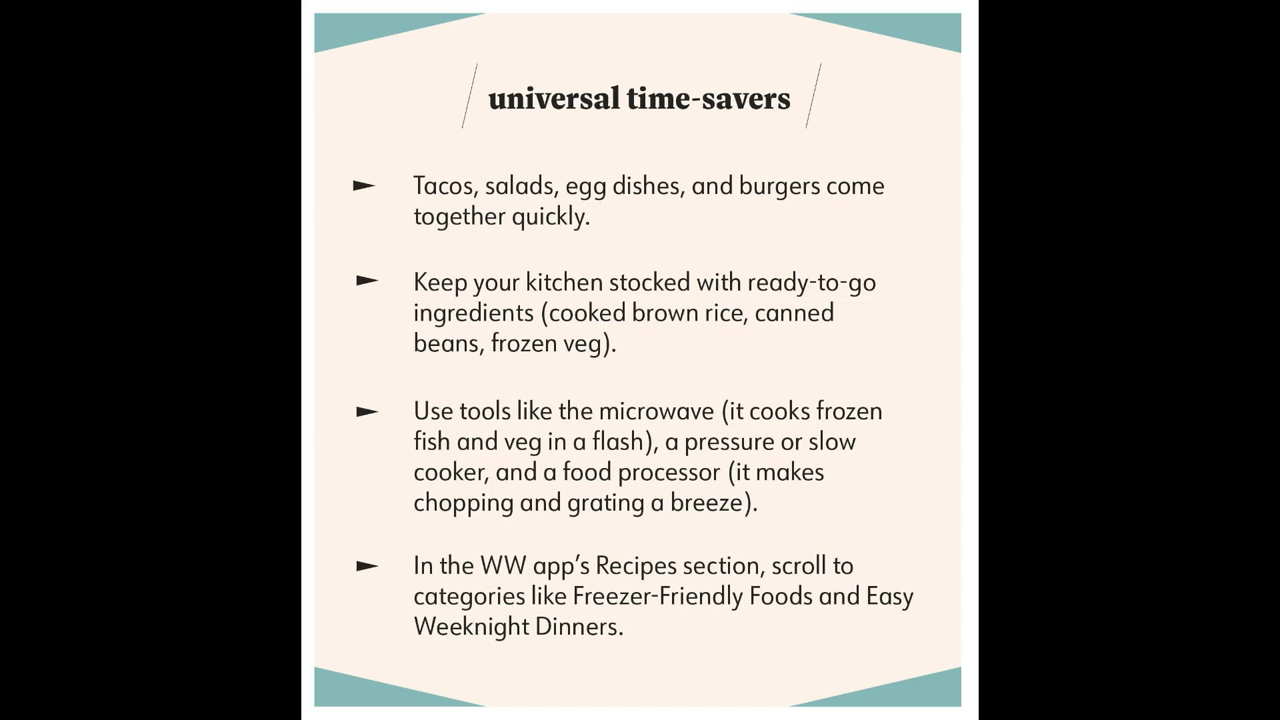 universal time-savers
Tacos, salads, egg dishes, and burgers come
together quickly.
Keep your kitchen stocked with ready-to-go
ingredients (cooked brown rice, canned
beans, frozen veg).
Use tools like the microwave (it cooks frozen
fish and veg in a flash), a pressure or slow
cooker, and a food processor (it makes
chopping and grating a breeze).
In the WW app’s Recipes section, scroll to
categories like Freezer-Friendly Foods and Easy
Weeknight Dinners.